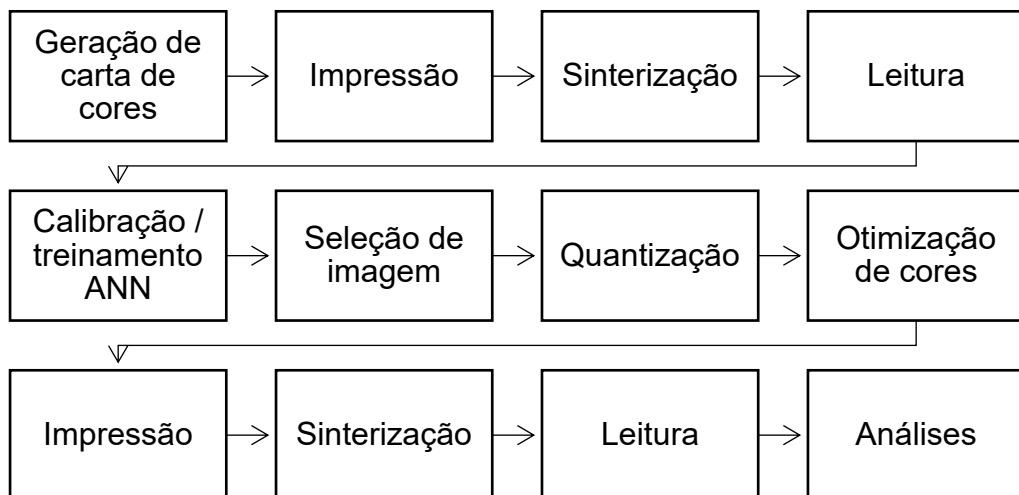 Geração de
carta de
cores
Impressão
Sinterização
Leitura
Calibração /
treinamento
ANN
Seleção de
imagem
Quantização
Otimização
de cores
Impressão
Sinterização
Leitura
Análises